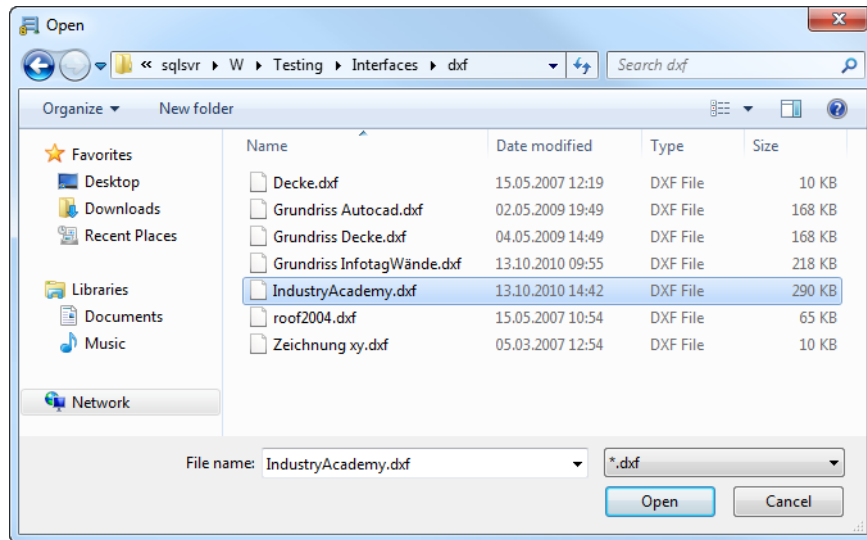 Open
« sqlsvr W Testing Interfaces dxf Search dxf
Organize New folder
Name Date modified Type Size
Favorites
Desktop
Downloads
Recent Places
Libraries
Documents
Music
Network
Decke.dxf 15.05.2007 12:19 DXF File 10 KB
Grundriss Autocad.dxf 02.05.2009 19:49 DXF File 168 KB
Grundriss Decke.dxf 04.05.2009 14:49 DXF File 168 KB
Grundriss InfotagWände.dxf 13.10.2010 09:55 DXF File 218 KB
IndustryAcademy.dxf 13.10.2010 14:42 DXF File 290 KB
roof2004.dxf 15.05.2007 10:54 DXF File 65 KB
Zeichnung xy.dxf 05.03.2007 12:54 DXF File 10 KB
File name: IndustryAcademy.dxf *.dxf
Open Cancel